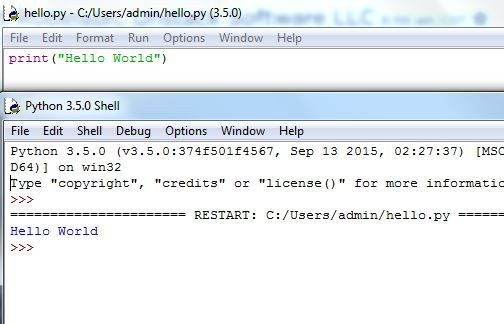 hello.py - C:/Users/admin/hello.py (3.5.0)
File Edit Format Run Options Window Help
print("Hello World")
Python 3.5.0 Shell
File Edit Shell Debug Options Window Help
Python 3.5.0 (v3.5.0:374f501f4567, Sep 13 2015, 02:27:37) [MSC
D64)] on win32
Type "copyright", "credits" or "license()" for more informatio
>>>
====================== RESTART: C:/Users/admin/hello.py ======
Hello World
>>>